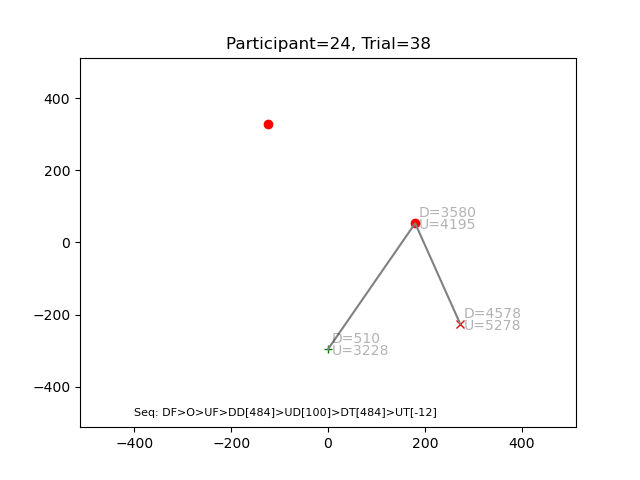 Participant=24, Trial=38
400
200
0
−200
−400
D=3580
U=4195
D=4578
U=5278
D=510
U=3228
Seq: DF>O>UF>DD[484]>UD[100]>DT[484]>UT[-12]
−400
−200
0
200
400